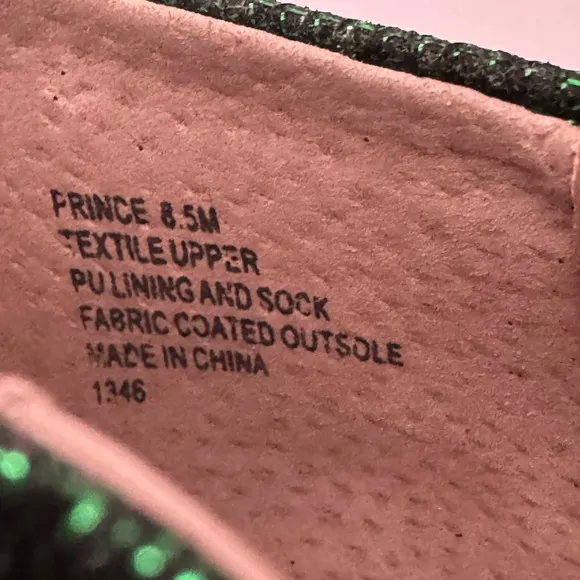 PRINCE 8.5M
TEXTILE UPPER
PU LINING AND SOCK
FABRIC COATED OUTSOLE
MADE IN CHINA
1346